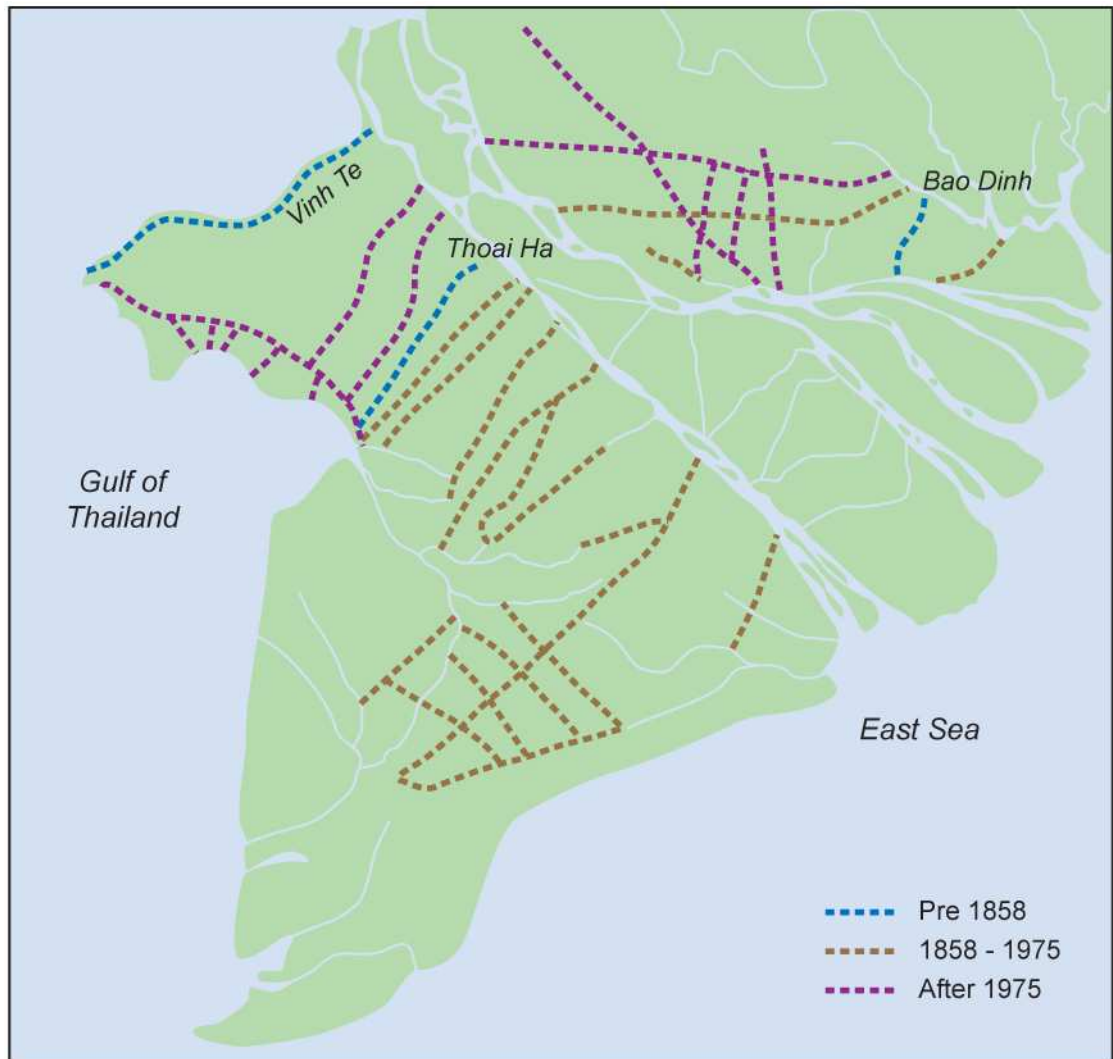 Bao Dinh
Vinh Te
Thoai Ha
Gulf of
Thailand
East Sea
Pre 1858
1858 - 1975
After 1975